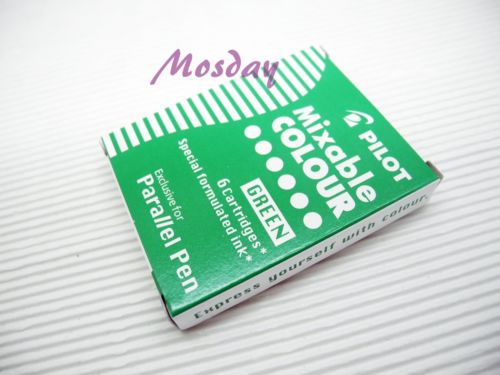 Mosday
PILOT
Mixable
COLOUR
GREEN
6 Cartridges*
Special formulated ink*
Exclusive for
Parallel Pen
Express yourself with colour.